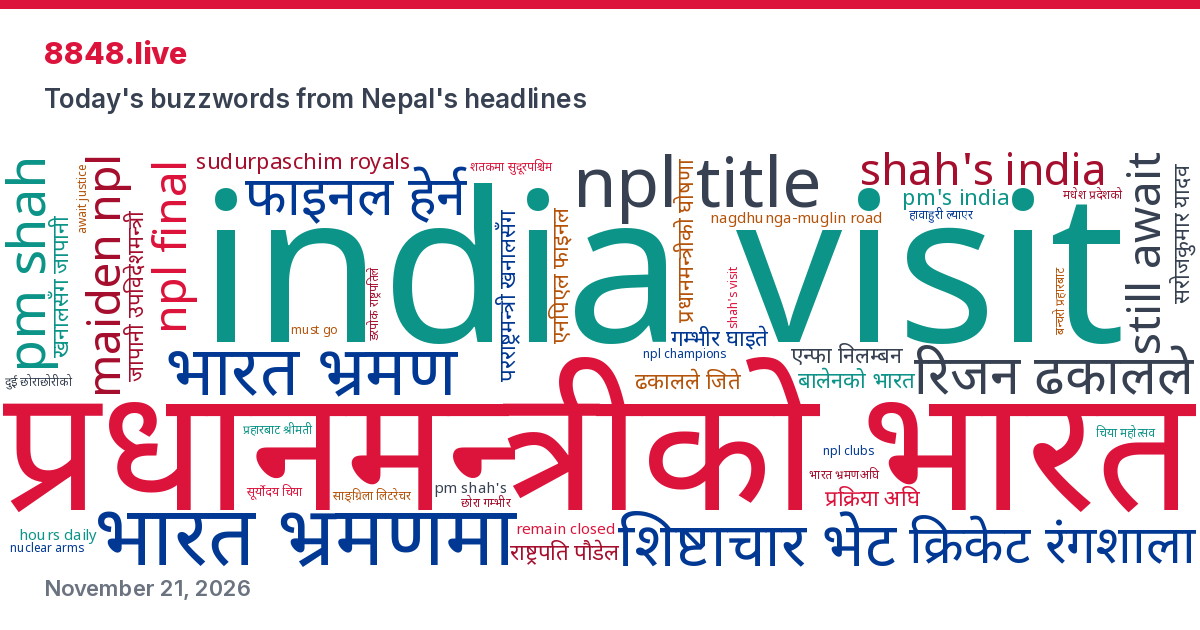 8848.live
Today's buzzwords from Nepal's headlines
pm shah
खनालसँग जापानी
await justice
maiden npl
जापानी उपविदेशमन्त्री
npl final
sudurpaschim royals
फाइनल हेर्न
शतकमा सुदूरपश्चिम
npl title
shah's india
pm's india
मधेश प्रदेशको
हावाहुरी ल्याएर
nagdhunga-muglin road
india visit
still await
सरोजकुमार यादव
परराष्ट्रमन्त्री खनालसँग
एनपिएल फाइनल
प्रधानमन्त्रीको घोषणा
shah's visit
must go
गम्भीर घाइते
npl champions
एन्फा निलम्बन
दुई छोराछोरीको
भारत भ्रमण
ढकालले जिते
बालेनको भारत
रिजन ढकालले
प्रधानमन्त्रीको भारत
प्रहारबाट श्रीमती
चिया महोत्सव
npl clubs
भारत भ्रमणअघि
सूर्योदय चिया
साङ्ग्रिला लिटरेचर
pm shah's
छोरा गम्भीर
प्रक्रिया अघि
hours daily
nuclear arms
भारत भ्रमणमा
remain closed
राष्ट्रपति पौडेल
शिष्टाचार भेट
क्रिकेट रंगशाला
November 21, 2026